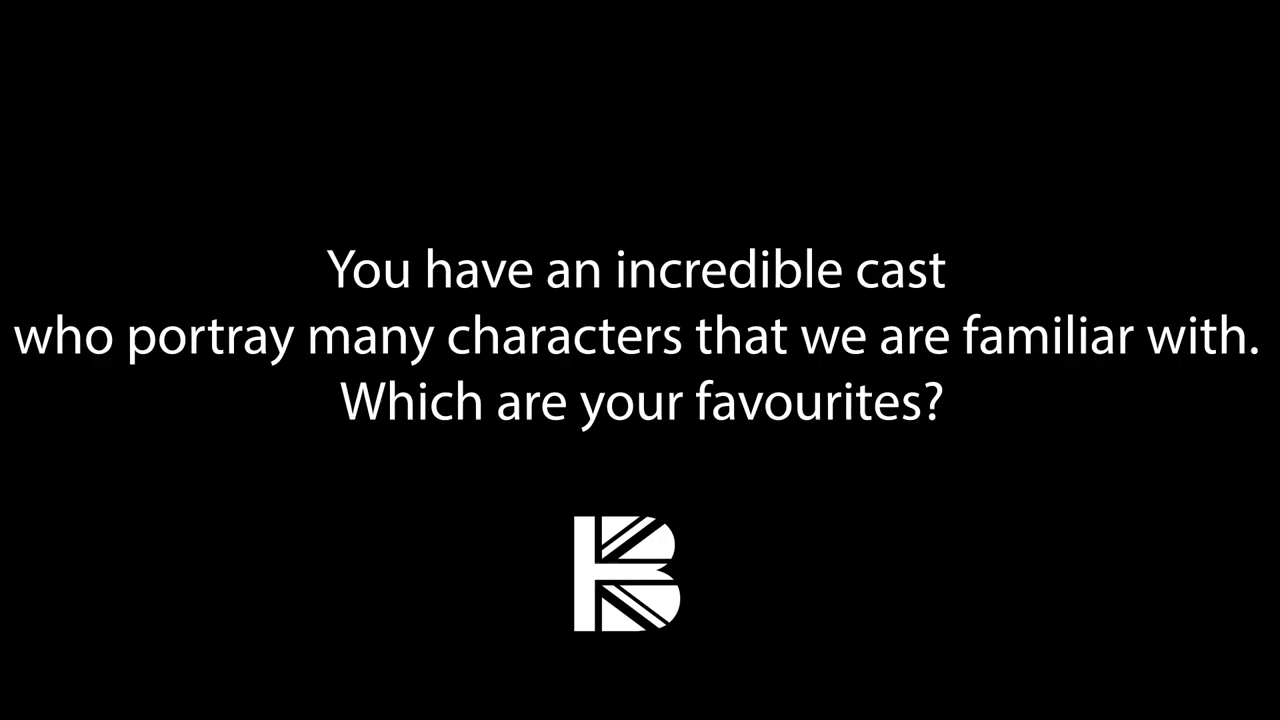 You have an incredible cast
who portray many characters that we are familiar with.
Which are your favourites?
B